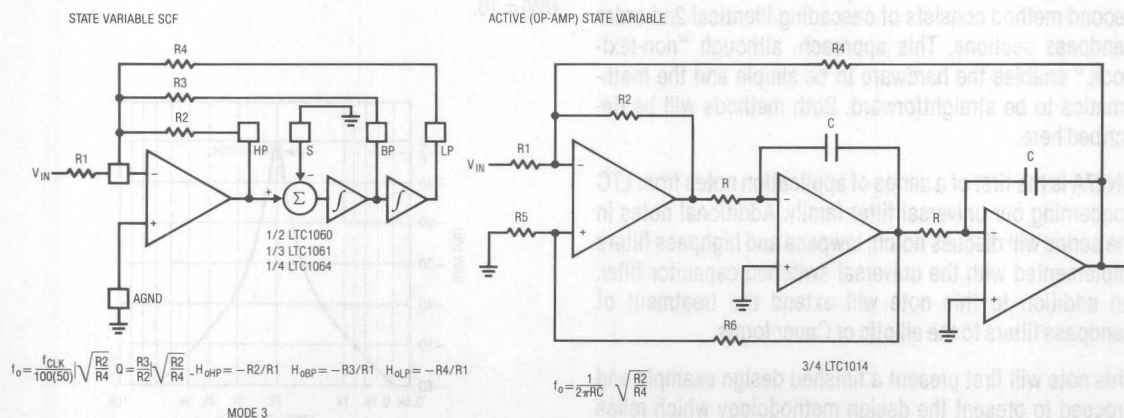 STATE VARIABLE SCF
R4
R3
R2
HP
S
BP
LP
R1
VIN
−
+
+
−
Σ
∫
∫
1/2 LTC1060
1/3 LTC1061
1/4 LTC1064
AGND
fo = fCLK/100(50) √(R2/R4) Q = R3/R2 √(R2/R4) - HOHP = −R2/R1 HOBP = −R3/R1 HOLP = −R4/R1
MODE 3
ACTIVE (OP-AMP) STATE VARIABLE
R4
R2
C
C
R1
VIN
−
+
R
−
+
R
−
+
R5
R6
3/4 LTC1014
fo = 1/2πRC √(R2/R4)
second method consists of cascading identical 2nd order
bandpass sections. This approach, although "non-text-
book," enables the hardware to be simple and the math-
ematics to be straightforward. Both methods will be de-
scribed here.
AN27A is the first of a series of application notes from LTC
concerning our universal filter family. Additional notes in
the series will discuss notch, lowpass and highpass filters
implemented with the universal switched capacitor filter.
In addition to this note will extend the treatment of
bandpass filters to the elliptic or Cauer forms.
This note will first present a finished design example and
proceed to present the design methodology which relies